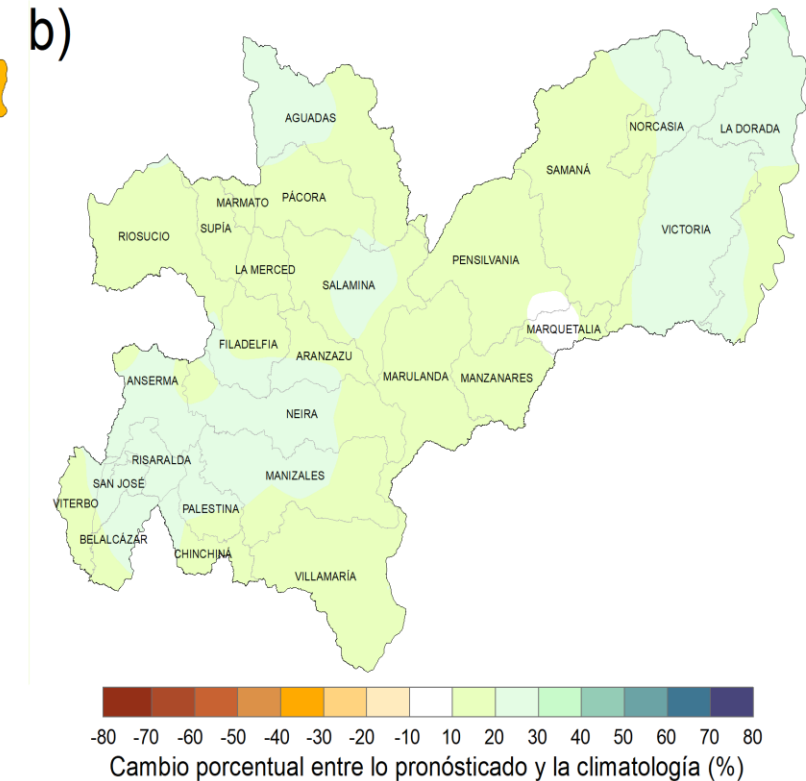 b)
AGUADAS
NORCASIA
LA DORADA
SAMANÁ
PÁCORA
MARMATO
SUPÍA
RIOSUCIO
VICTORIA
PENSILVANIA
LA MERCED
SALAMINA
MARQUETALIA
FILADELFIA
ARANZAZU
MARULANDA
MANZANARES
ANSERMA
NEIRA
RISARALDA
MANIZALES
SAN JOSÉ
VITERBO
PALESTINA
BELALCÁZAR
CHINCHINÁ
VILLAMARÍA
-80 -70 -60 -50 -40 -30 -20 -10 10 20 30 40 50 60 70 80
Cambio porcentual entre lo pronósticado y la climatología (%)